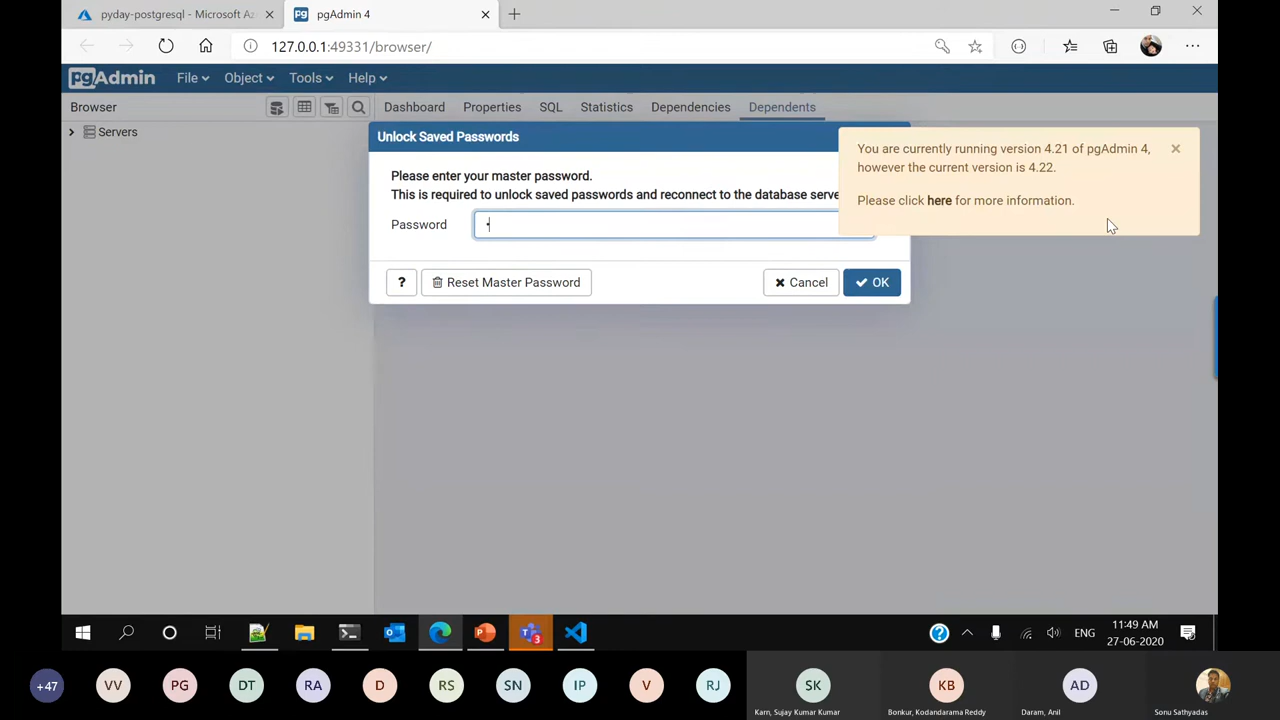 pyday-postgresql - Microsoft Az
pgAdmin 4
127.0.0.1:49331/browser/
pgAdmin
File
Object
Tools
Help
Browser
Dashboard
Properties
SQL
Statistics
Dependencies
Dependents
Servers
Unlock Saved Passwords
Please enter your master password.
This is required to unlock saved passwords and reconnect to the database serve
Password
You are currently running version 4.21 of pgAdmin 4,
however the current version is 4.22.
Please click here for more information.
?
Reset Master Password
Cancel
OK
3
ENG
11:49 AM
27-06-2020
+47
VV
PG
DT
RA
D
RS
SN
IP
V
RJ
SK
KB
AD
Karn, Sujay Kumar Kumar
Bonkur, Kodandarama Reddy
Daram, Anil
Sonu Sathyadas